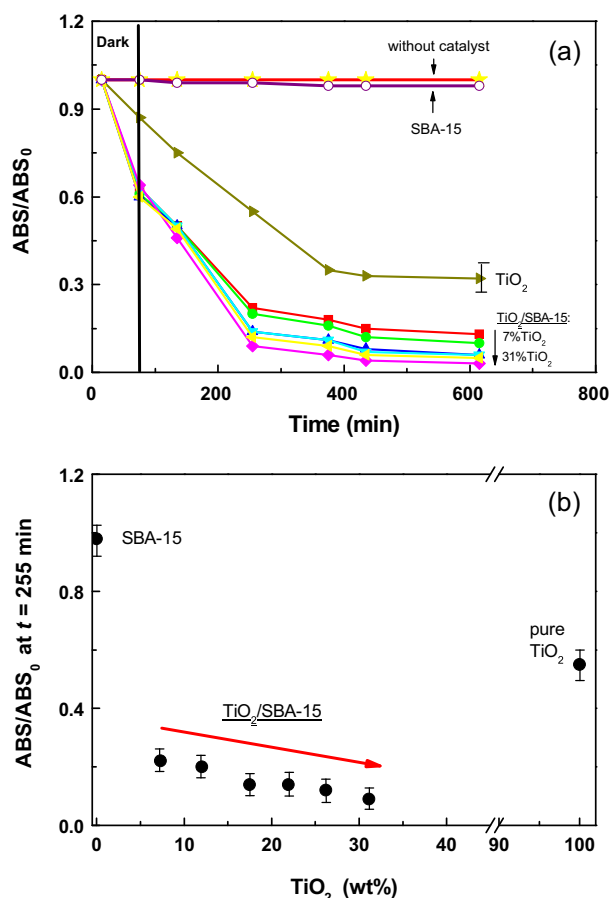 1.2
Dark
without catalyst
(a)
0.9
SBA-15
ABS/ABS₀
0.6
0.3
TiO₂
TiO₂/SBA-15:
7%TiO₂
31%TiO₂
0.0
0 200 400 600 800
Time (min)
1.2
(b)
SBA-15
ABS/ABS₀ at t = 255 min
0.8
pure
TiO₂
0.4
TiO₂/SBA-15
0.0
0 10 20 30 40 90 100
TiO₂ (wt%)